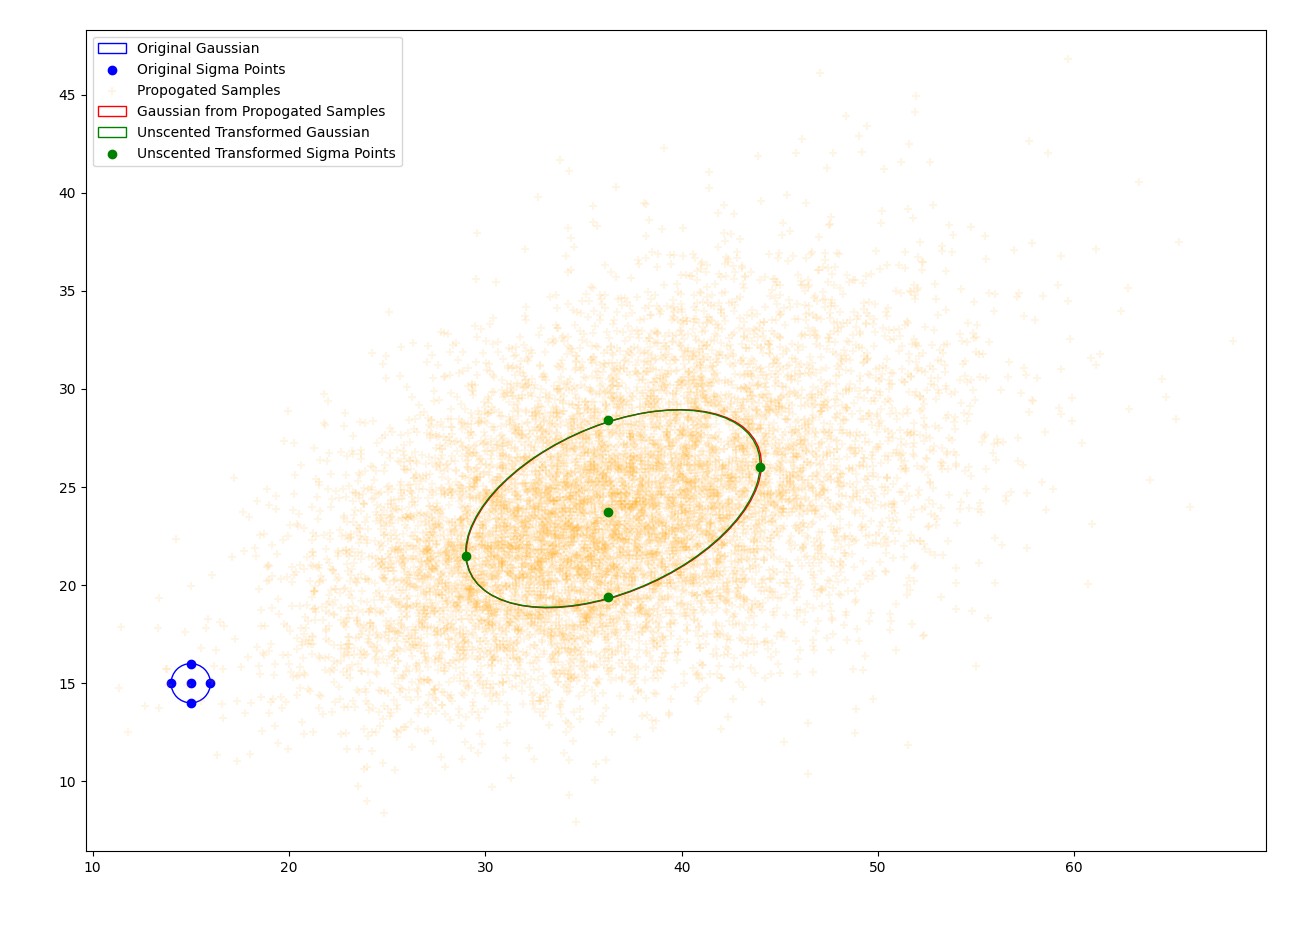 Original Gaussian
Original Sigma Points
Propogated Samples
Gaussian from Propogated Samples
Unscented Transformed Gaussian
Unscented Transformed Sigma Points
45
40
35
30
25
20
15
10
10 20 30 40 50 60